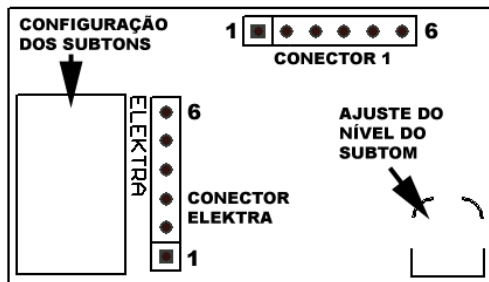 CONFIGURAÇÃO
DOS SUBTONS
1
6
CONECTOR 1
ELEKTRA
6
CONECTOR
ELEKTRA
1
AJUSTE DO
NÍVEL DO
SUBTOM